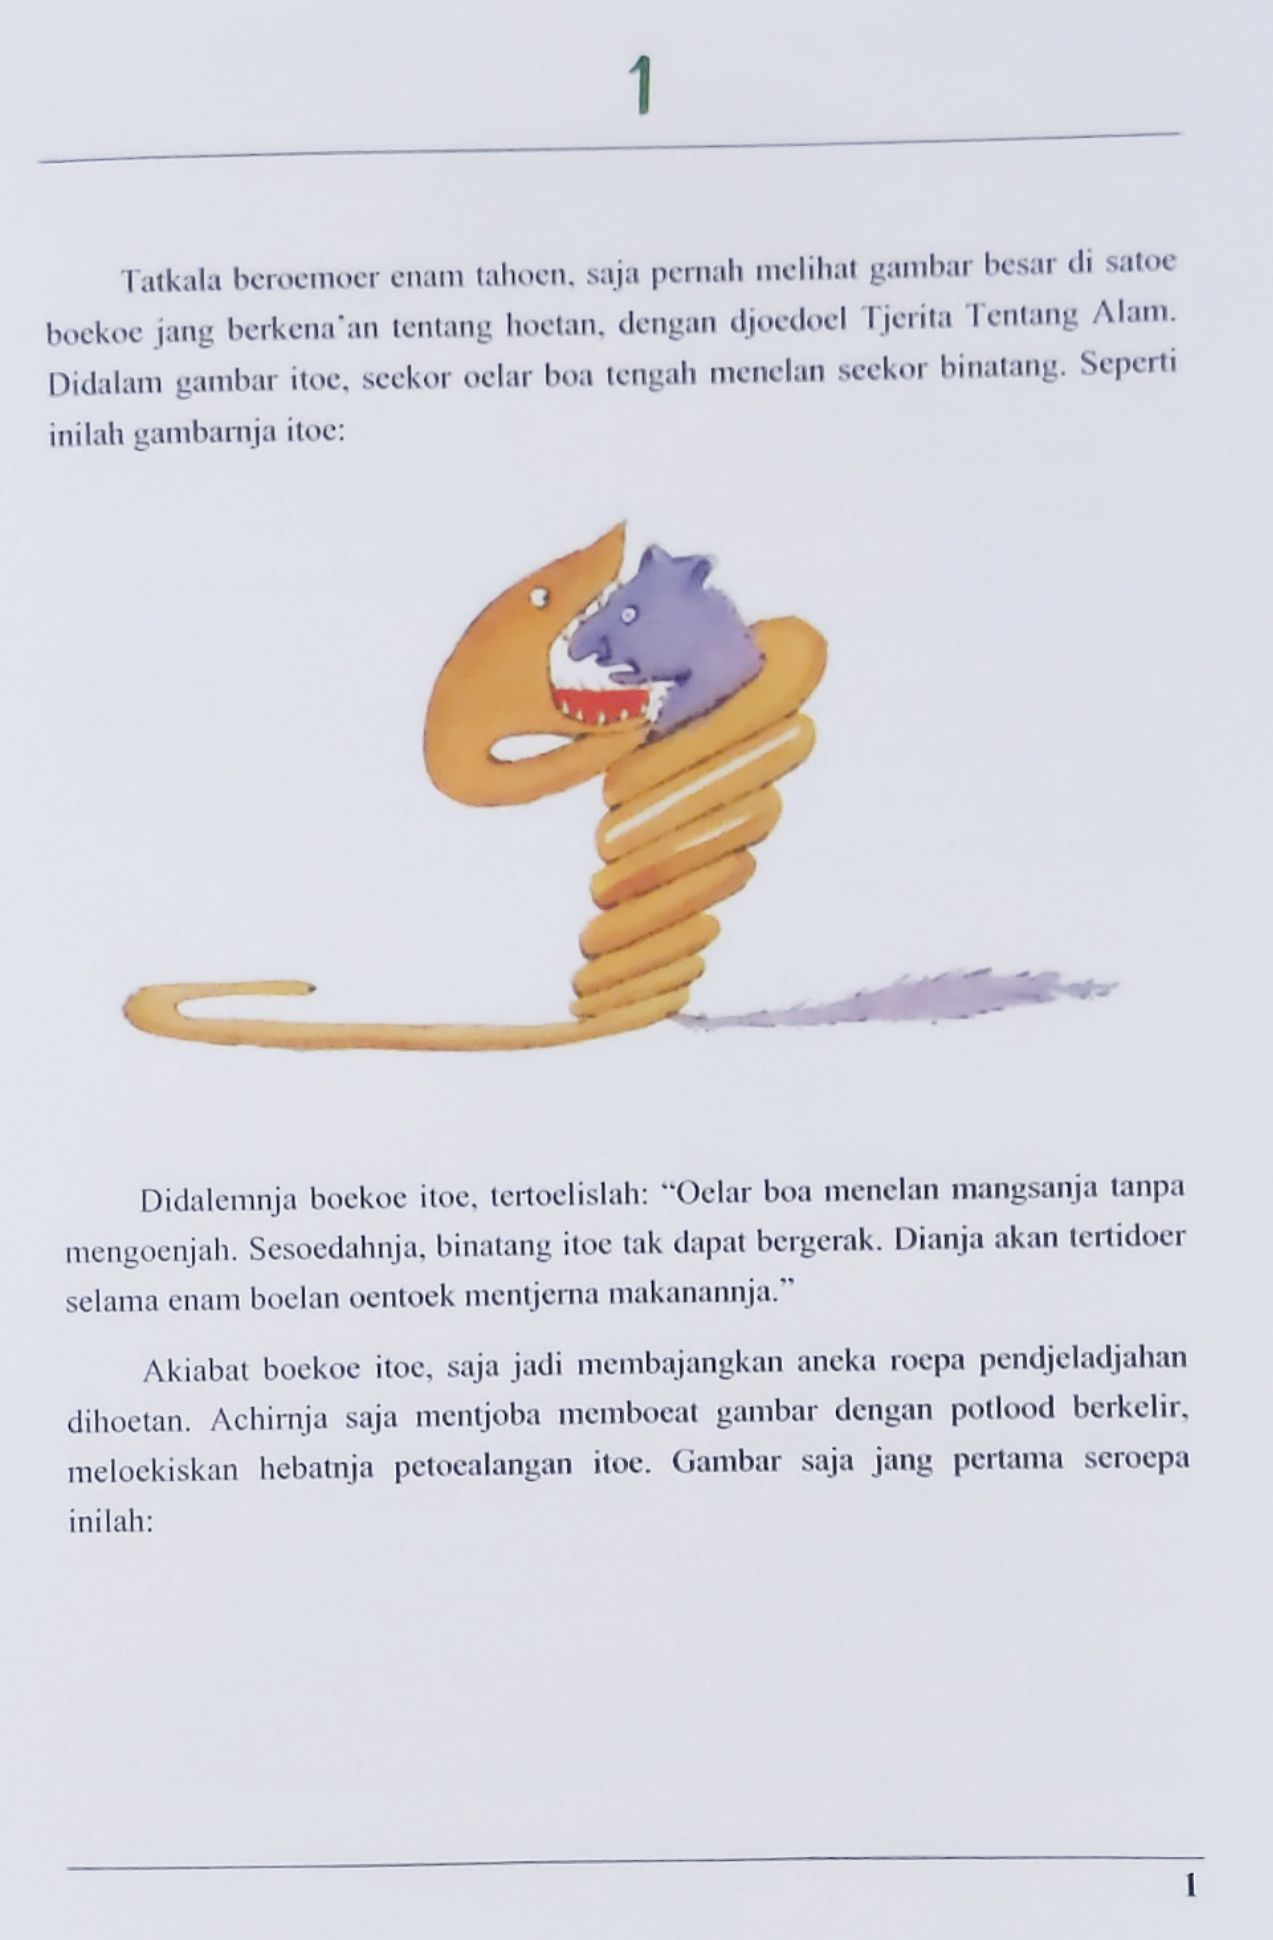 1
Tatkala beroemoer enam tahoen, saja pernah melihat gambar besar di satoe
boekoe jang berkena'an tentang hoetan, dengan djoedoel Tjerita Tentang Alam.
Didalam gambar itoe, seekor oelar boa tengah menelan seekor binatang. Seperti
inilah gambarnja itoe:
Didalemnja boekoe itoe, tertoelislah: “Oelar boa menelan mangsanja tanpa
mengoenjah. Sesoedahnja, binatang itoe tak dapat bergerak. Dianja akan tertidoer
selama enam boelan oentoek mentjerna makanannja.”
Akiabat boekoe itoe, saja jadi membajangkan aneka roepa pendjeladjahan
dihoetan. Achirnja saja mentjoba memboeat gambar dengan potlood berkelir,
meloekiskan hebatnja petoealangan itoe. Gambar saja jang pertama seroepa
inilah:
1